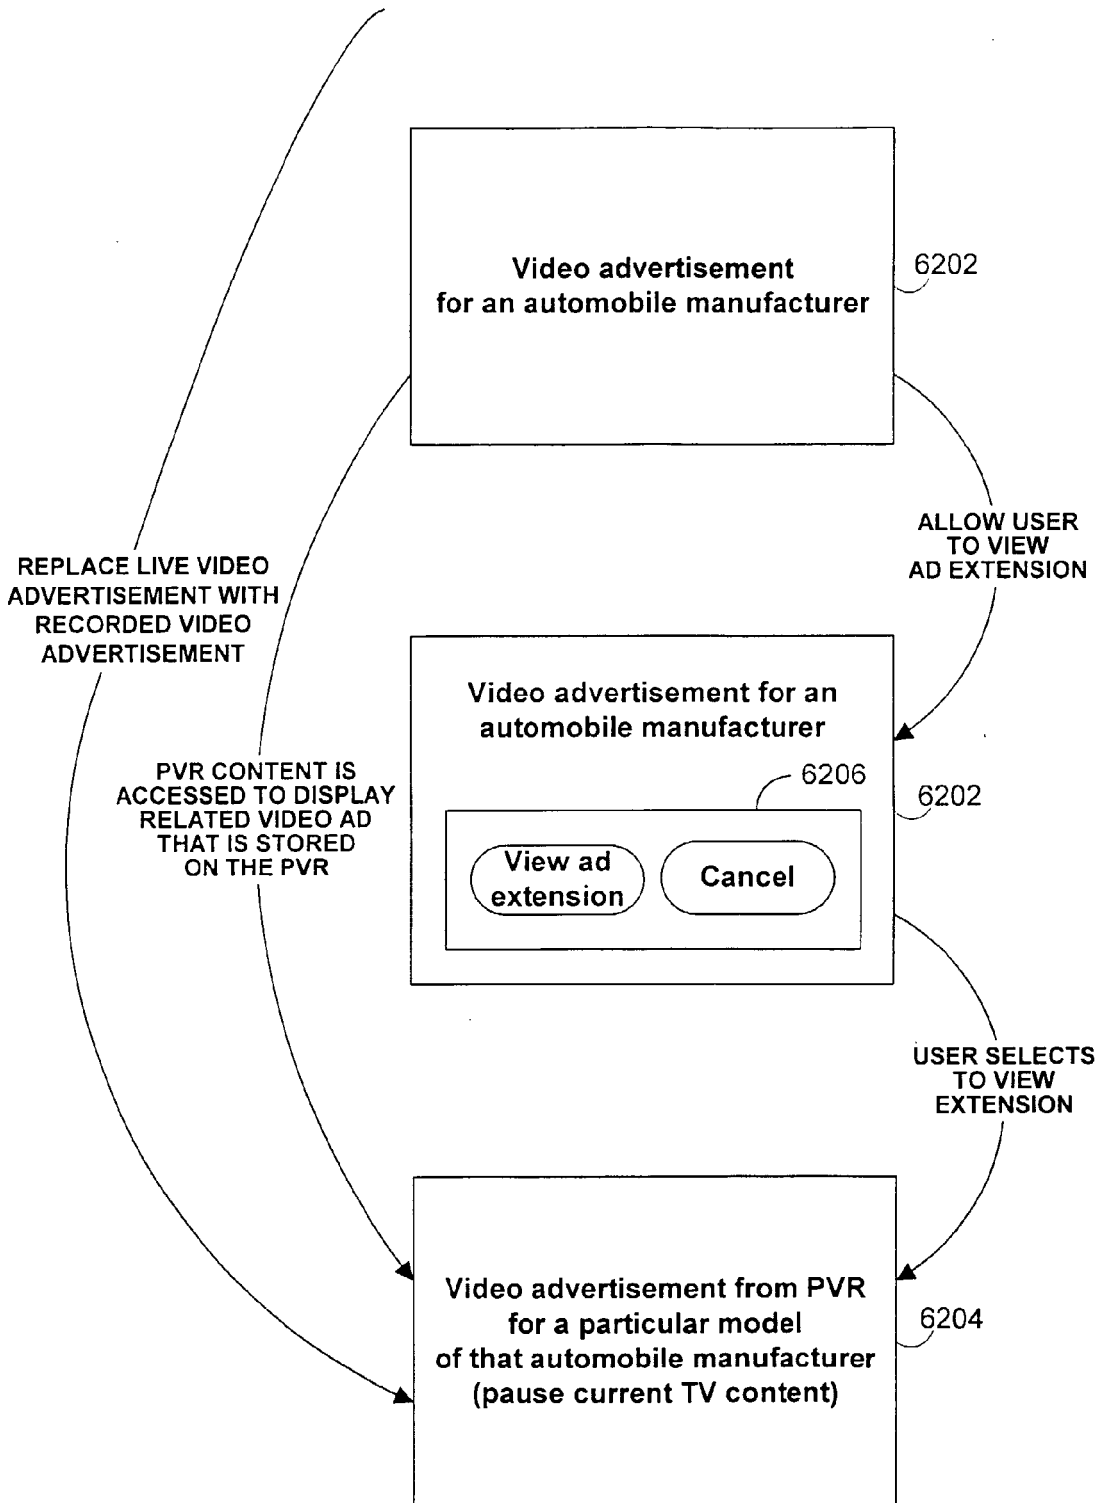 Video advertisement
for an automobile manufacturer
6202
ALLOW USER
TO VIEW
AD EXTENSION
REPLACE LIVE VIDEO
ADVERTISEMENT WITH
RECORDED VIDEO
ADVERTISEMENT
Video advertisement for an
automobile manufacturer
6206
6202
View ad
extension
Cancel
PVR CONTENT IS
ACCESSED TO DISPLAY
RELATED VIDEO AD
THAT IS STORED
ON THE PVR
USER SELECTS
TO VIEW
EXTENSION
Video advertisement from PVR
for a particular model
of that automobile manufacturer
(pause current TV content)
6204